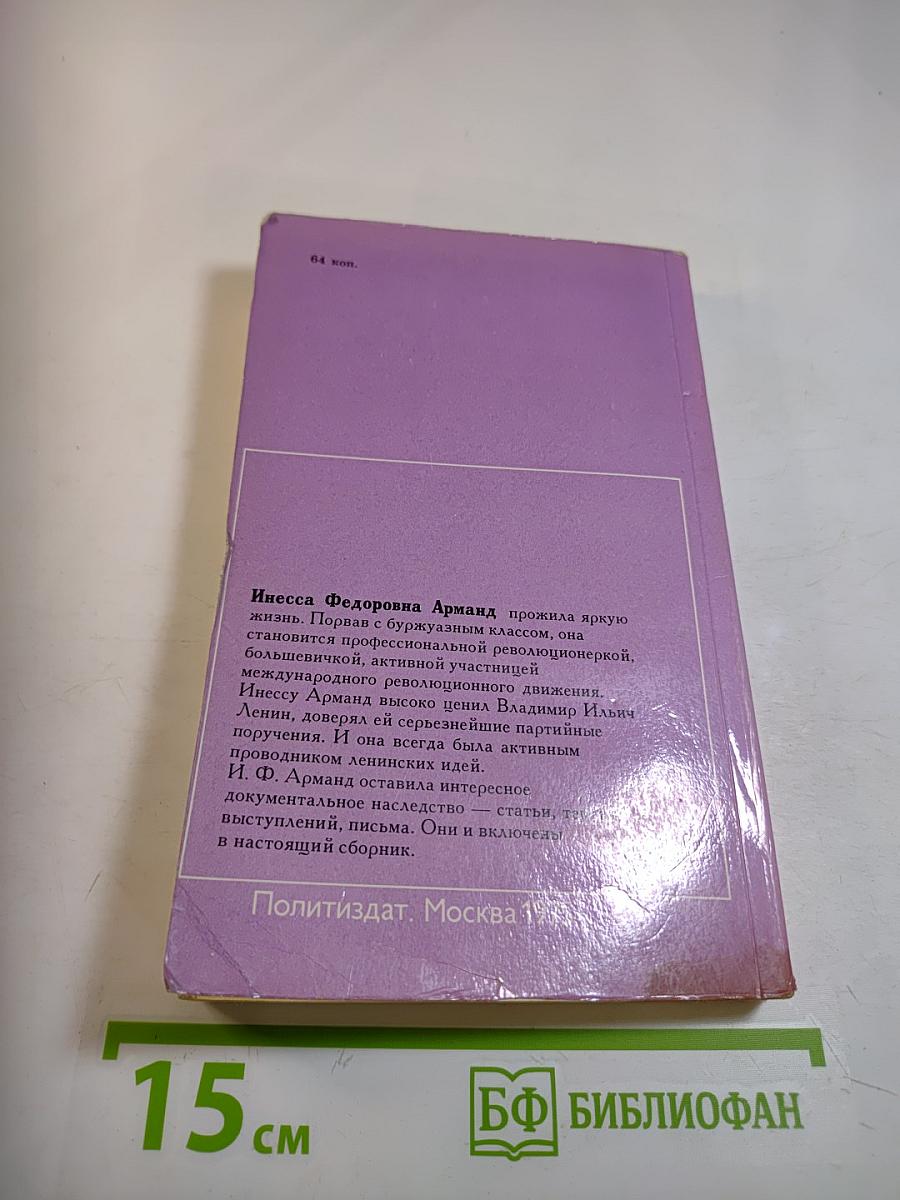 64 коп.
Инесса Федоровна Арманд прожила яркую
жизнь. Порвав с буржуазным классом, она
становится профессиональной революционеркой,
большевичкой, активной участницей
международного революционного движения.
Инессу Арманд высоко ценил Владимир Ильич
Ленин, доверял ей серьезнейшие партийные
поручения. И она всегда была активным
проводником ленинских идей.
И. Ф. Арманд оставила интересное
документальное наследство — статьи,
выступлений, письма. Они и включены
в настоящий сборник.
Политиздат. Москва
15 см
БФ БИБЛИОФАН